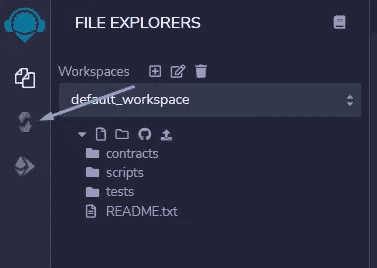 FILE EXPLORERS
Workspaces
default_workspace
contracts
scripts
tests
README.txt